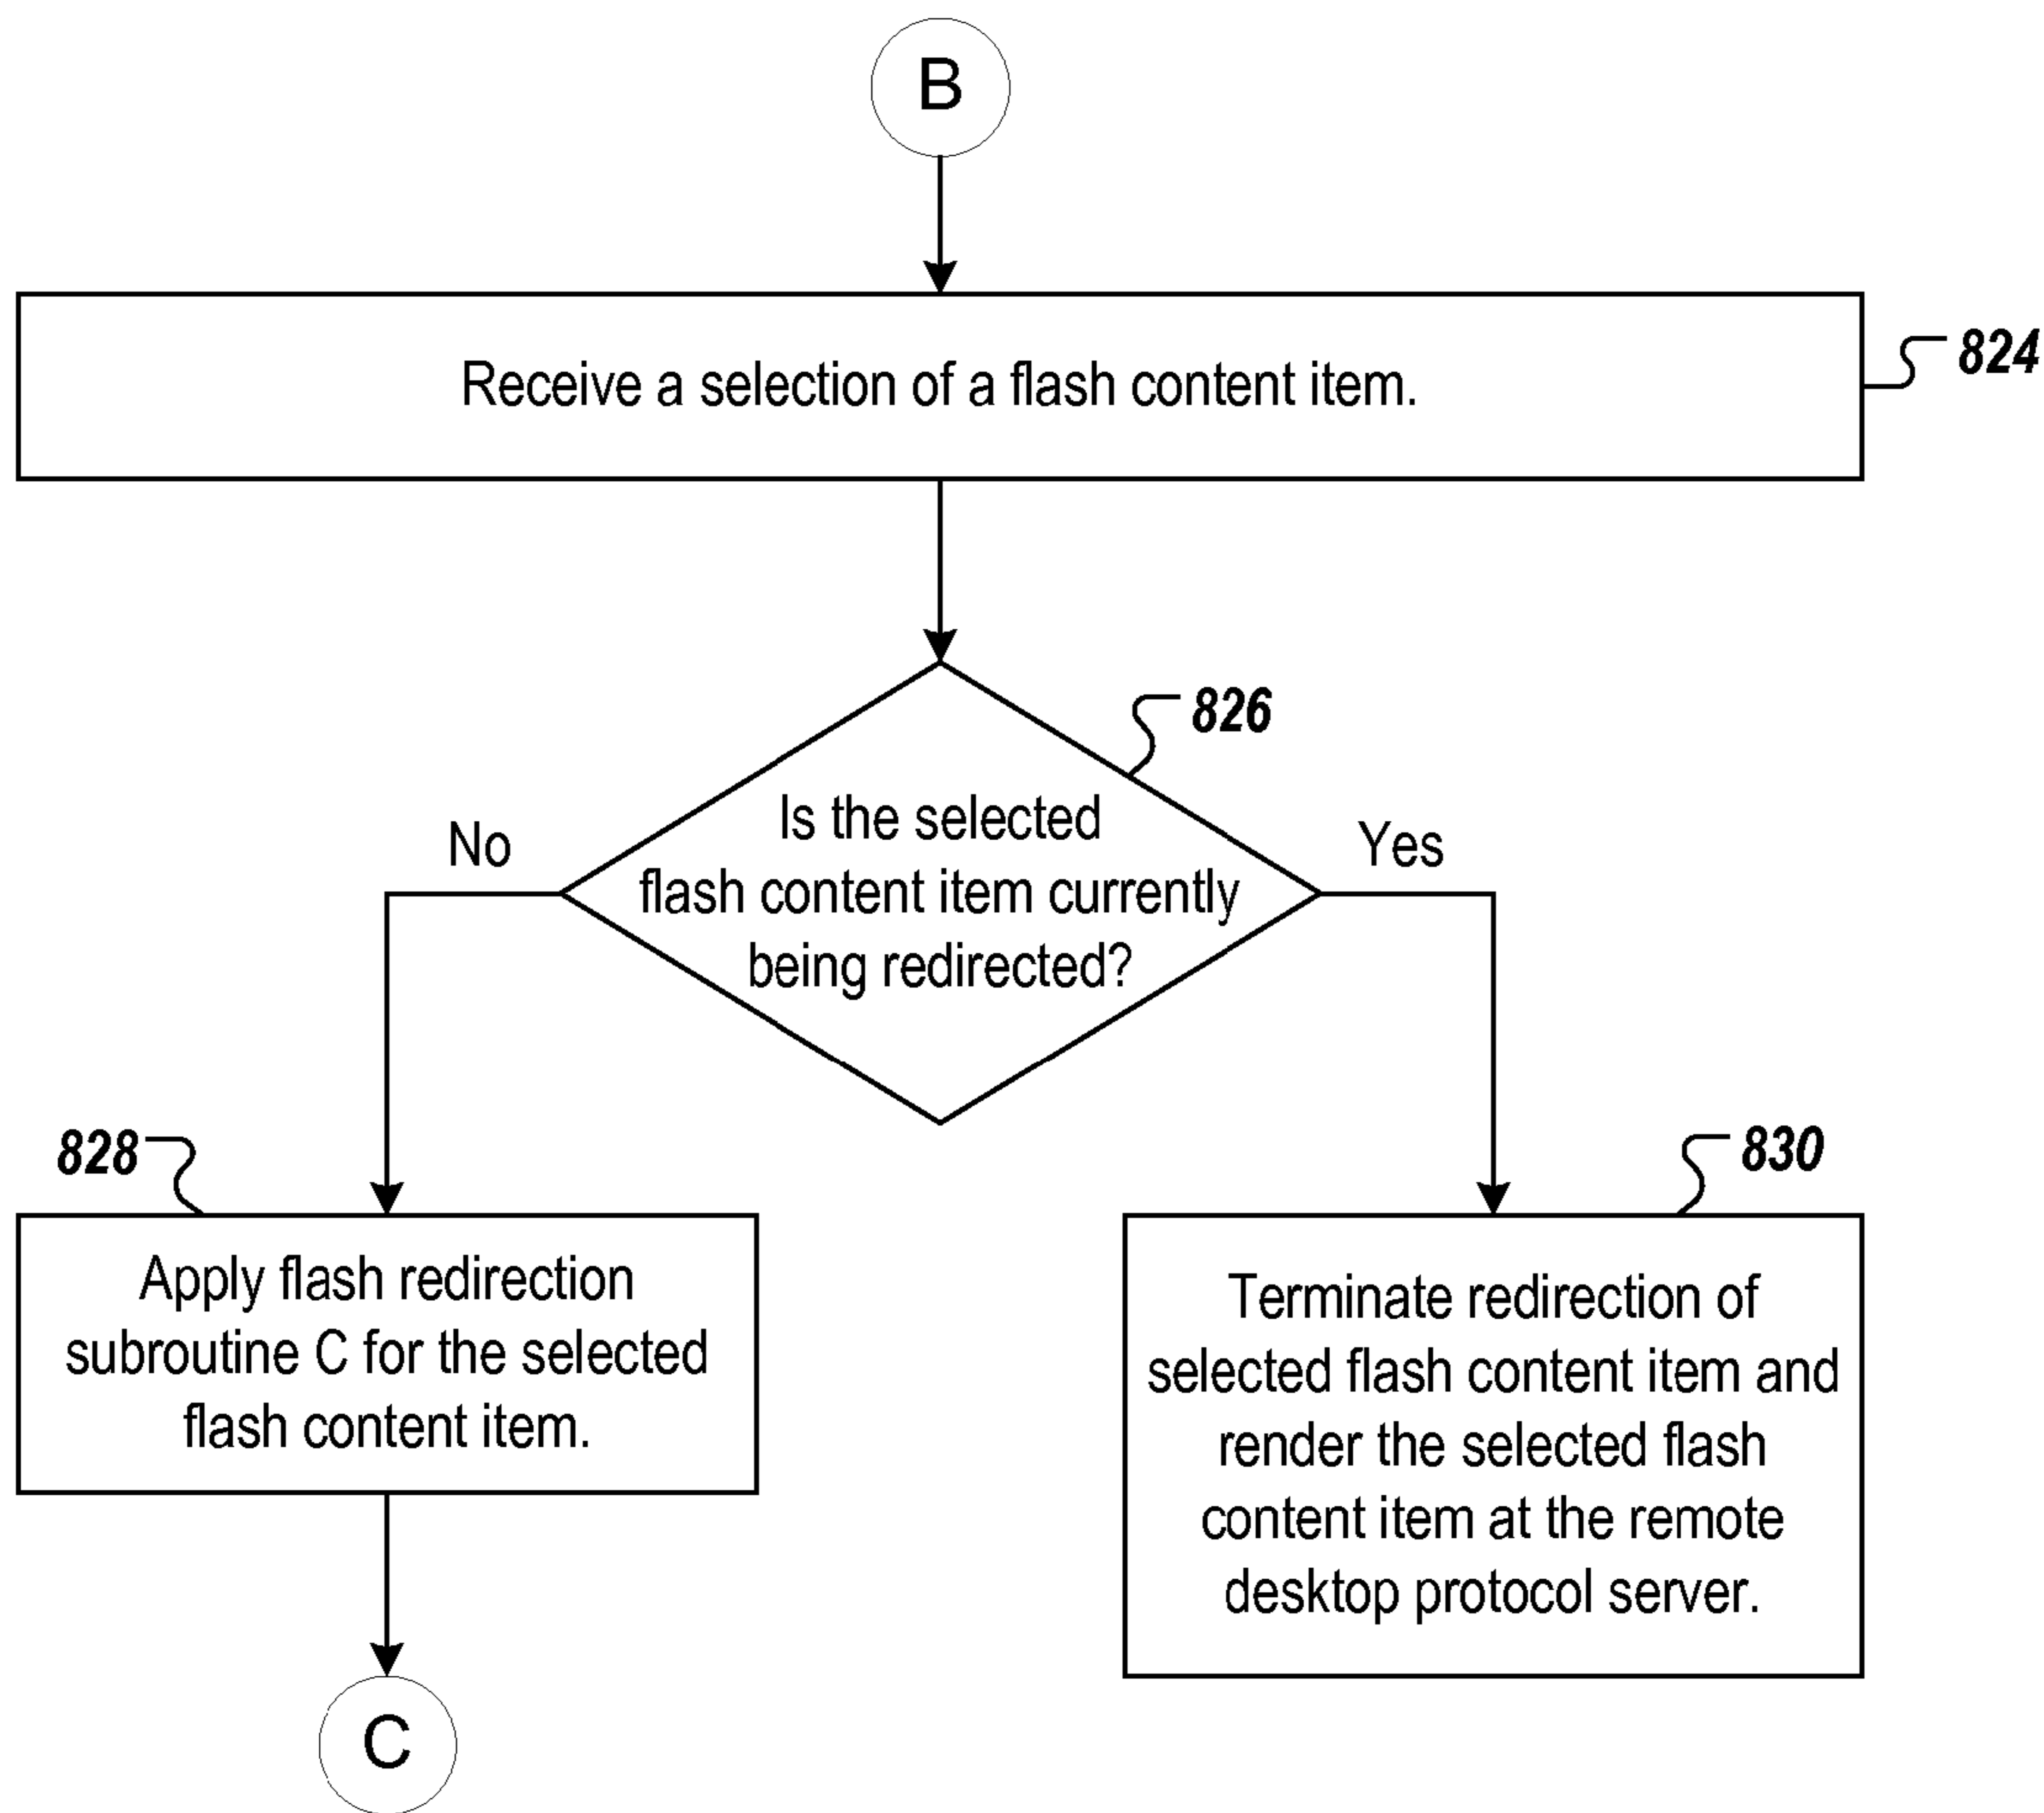 B
Receive a selection of a flash content item.
824
826
Is the selected
flash content item currently
being redirected?
No
Yes
828
Apply flash redirection
subroutine C for the selected
flash content item.
830
Terminate redirection of
selected flash content item and
render the selected flash
content item at the remote
desktop protocol server.
C